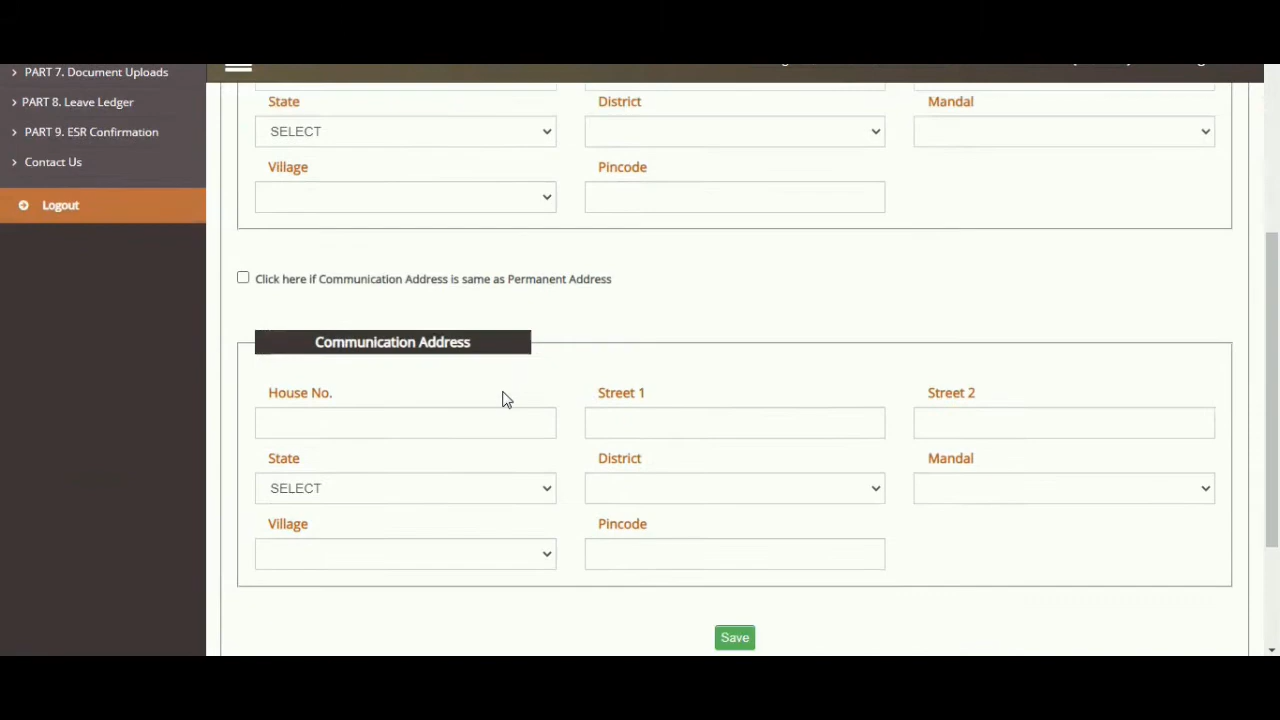 PART 7. Document Uploads
PART 8. Leave Ledger
PART 9. ESR Confirmation
Contact Us
Logout
State District Mandal
SELECT
Village Pincode
Click here if Communication Address is same as Permanent Address
Communication Address
House No. Street 1 Street 2
State District Mandal
SELECT
Village Pincode
Save